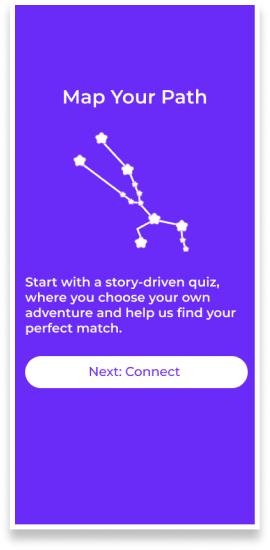 Map Your Path
Start with a story-driven quiz,
where you choose your own
adventure and help us find your
perfect match.
Next: Connect